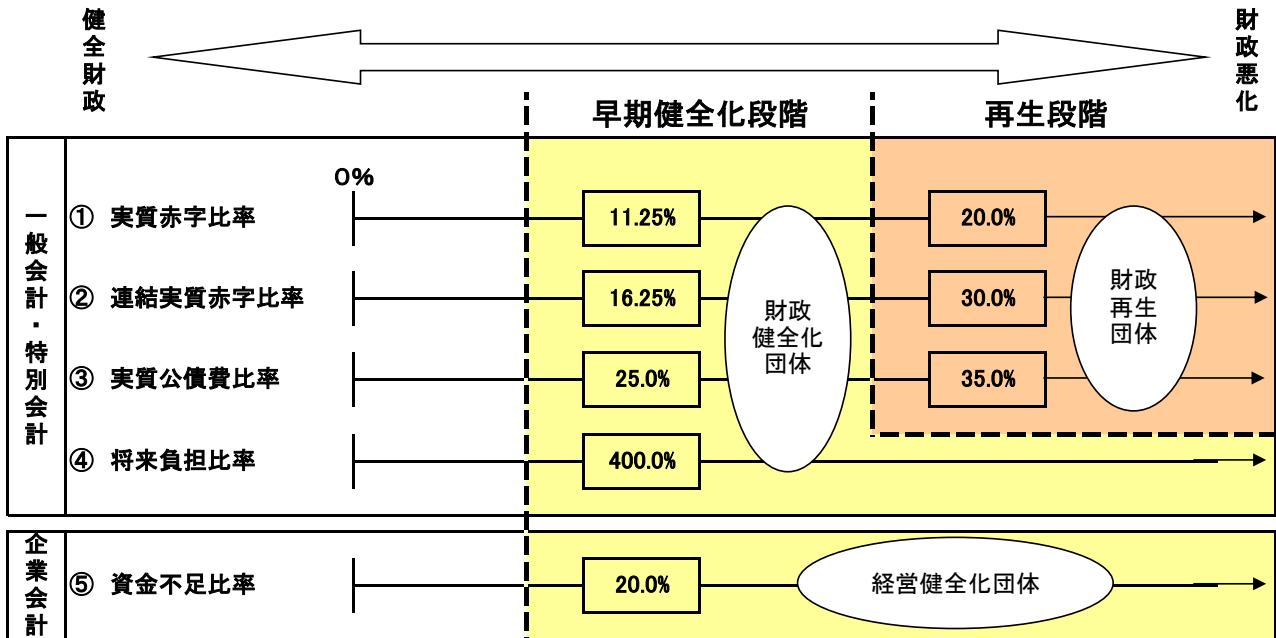 健全財政
財政悪化
早期健全化段階
再生段階
一般会計・特別会計
0%
① 実質赤字比率
11.25%
20.0%
② 連結実質赤字比率
16.25%
30.0%
③ 実質公債費比率
25.0%
35.0%
④ 将来負担比率
400.0%
財政
健全化
団体
財政
再生
団体
企業会計
⑤ 資金不足比率
20.0%
経営健全化団体